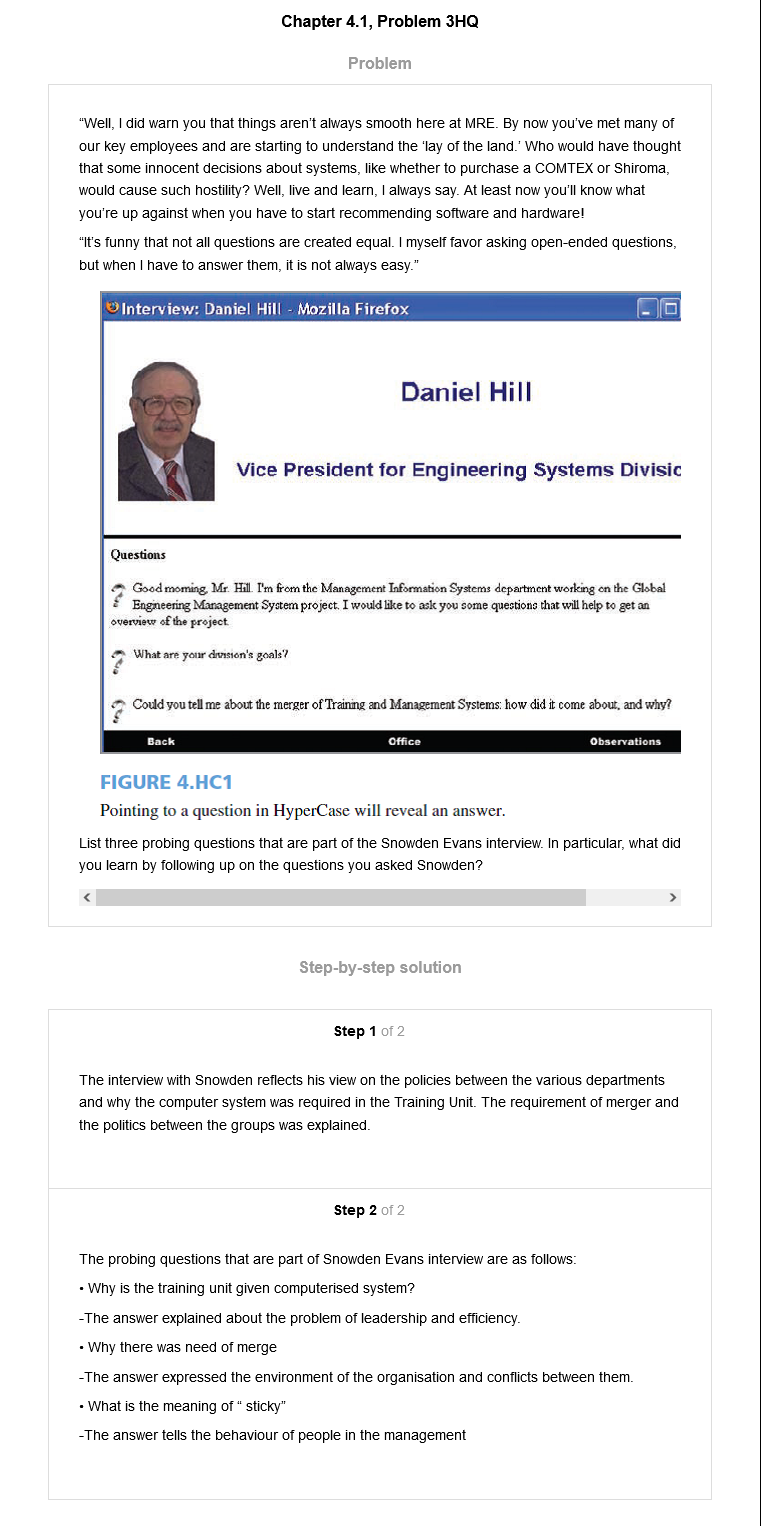 Chapter 4.1, Problem 3HQ
Problem
“Well, I did warn you that things aren’t always smooth here at MRE. By now you’ve met many of
our key employees and are starting to understand the ‘lay of the land.’ Who would have thought
that some innocent decisions about systems, like whether to purchase a COMTEX or Shiroma,
would cause such hostility? Well, live and learn, I always say. At least now you’ll know what
you’re up against when you have to start recommending software and hardware!
“It’s funny that not all questions are created equal. I myself favor asking open-ended questions,
but when I have to answer them, it is not always easy.”
Interview: Daniel Hill - Mozilla Firefox
Daniel Hill
Vice President for Engineering Systems Divisic
Questions
? Good morning, Mr. Hill. I'm from the Management Information Systems department working on the Global
Engineering Management System project. I would like to ask you some questions that will help to get an
overview of the project.
? What are your division's goals?
? Could you tell me about the merger of Training and Management Systems: how did it come about, and why?
Back Office Observations
FIGURE 4.HC1
Pointing to a question in HyperCase will reveal an answer.
List three probing questions that are part of the Snowden Evans interview. In particular, what did
you learn by following up on the questions you asked Snowden?
Step-by-step solution
Step 1 of 2
The interview with Snowden reflects his view on the policies between the various departments
and why the computer system was required in the Training Unit. The requirement of merger and
the politics between the groups was explained.
Step 2 of 2
The probing questions that are part of Snowden Evans interview are as follows:
• Why is the training unit given computerised system?
-The answer explained about the problem of leadership and efficiency.
• Why there was need of merge
-The answer expressed the environment of the organisation and conflicts between them.
• What is the meaning of “ sticky”
-The answer tells the behaviour of people in the management